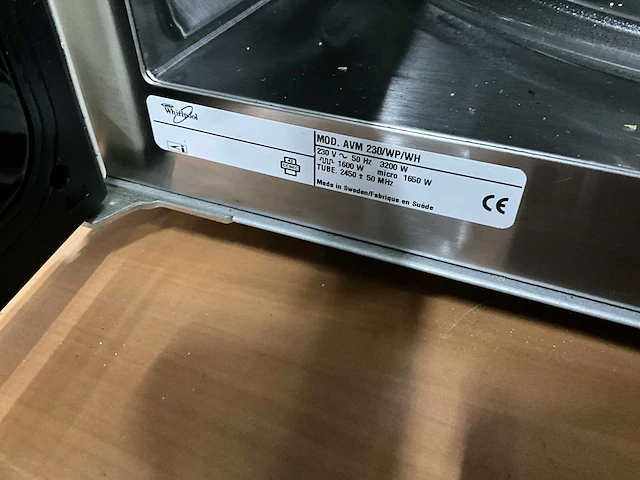 Whirlpool
MOD. AVM 230/WP/WH
230 V ~ 50 Hz 3200 W
1600 W micro 1650 W
TUBE: 2450 ± 50 MHz
Made in Sweden/Fabrique en Suède
CE